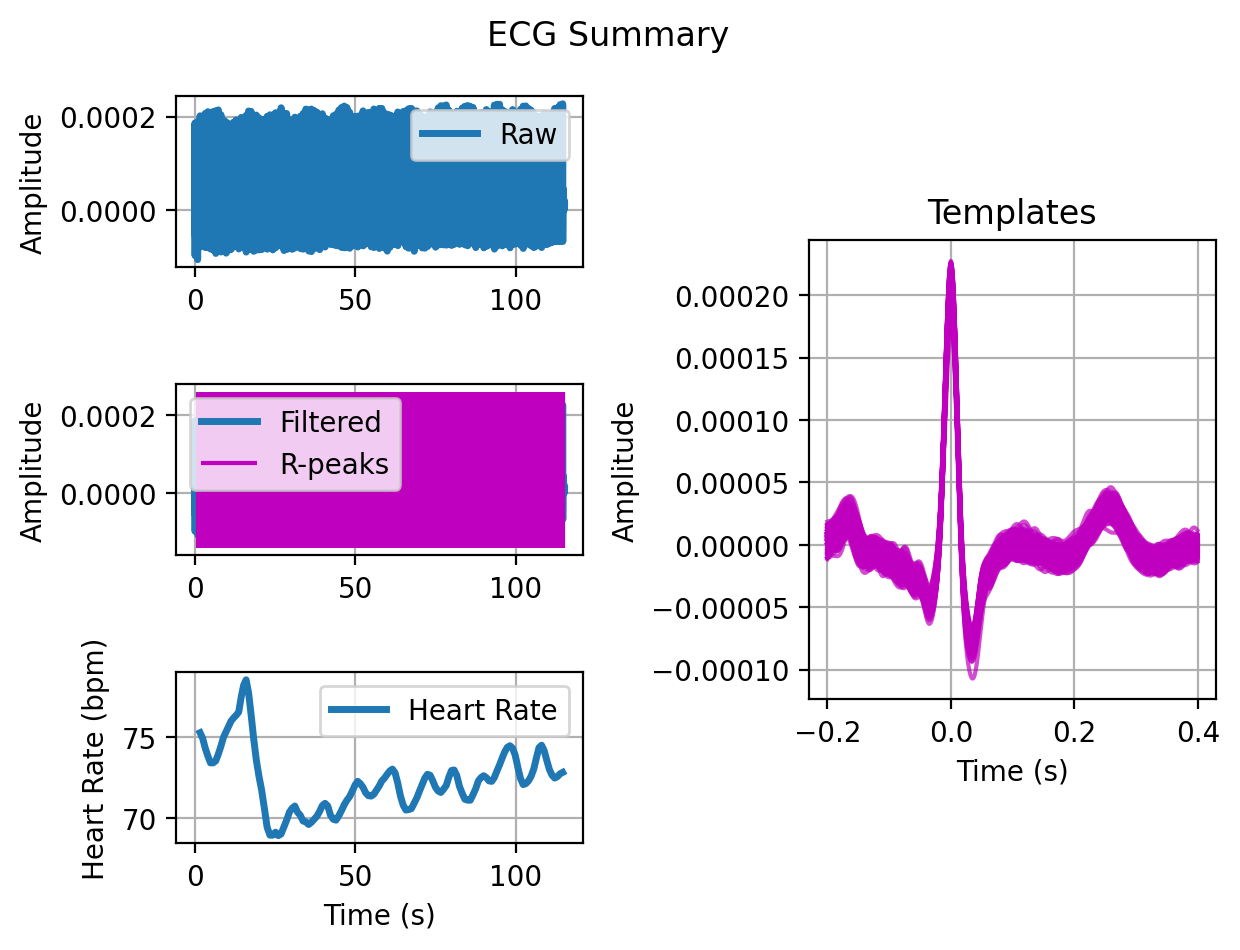 ECG Summary
Amplitude
0.0002
0.0000
Raw
0
50
100
Amplitude
0.0002
0.0000
Filtered
R-peaks
0
50
100
Heart Rate (bpm)
75
70
Heart Rate
0
50
100
Time (s)
Templates
Amplitude
0.00020
0.00015
0.00010
0.00005
0.00000
−0.00005
−0.00010
−0.2
0.0
0.2
0.4
Time (s)